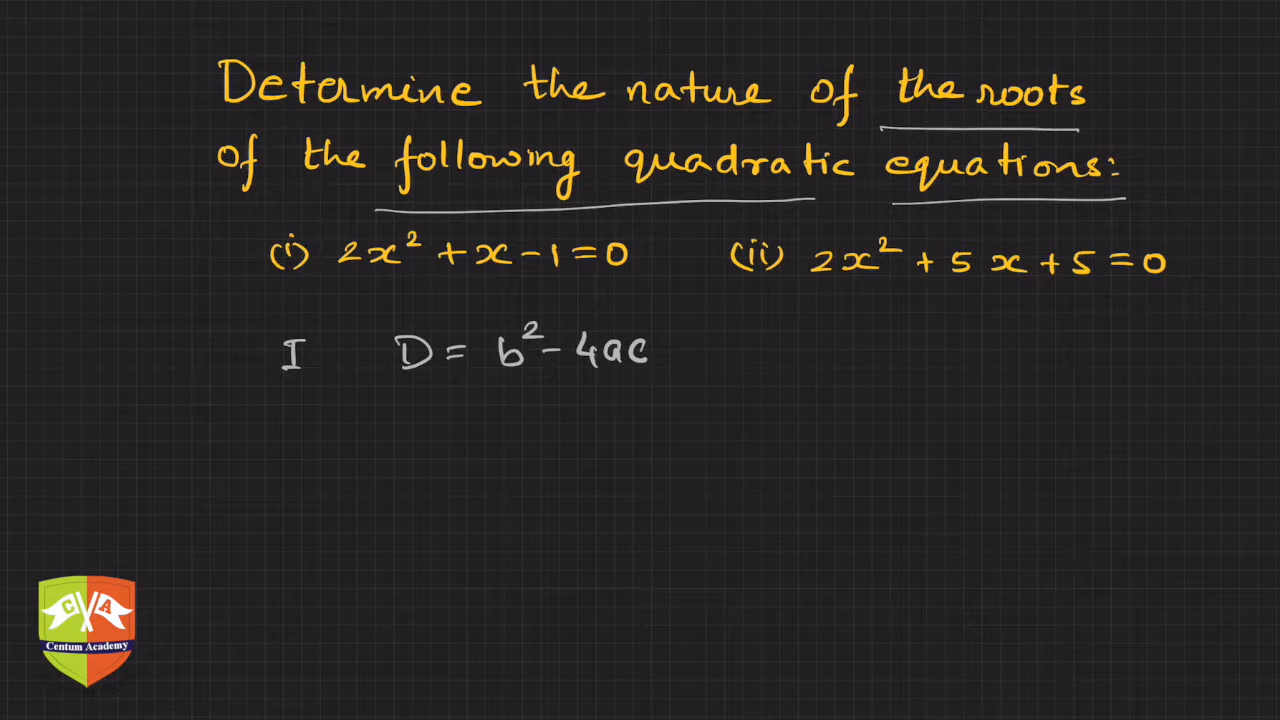 Determine the nature of the roots
of the following quadratic equations:
(i) 2x² + x - 1 = 0 (ii) 2x² + 5x + 5 = 0
I D = b² - 4ac
C A
Centum Academy